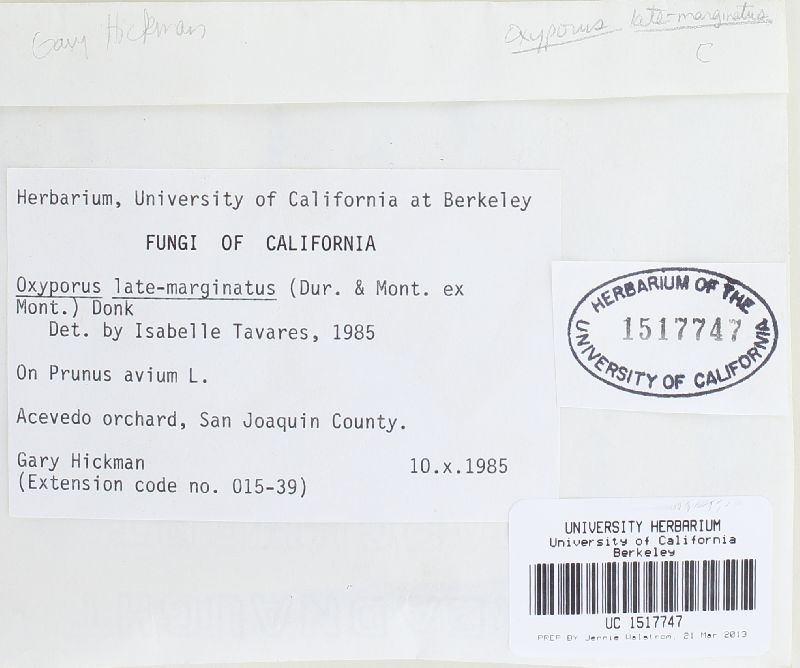 Gary Hickman
Oxyporus late-marginatus
C
Herbarium, University of California at Berkeley
FUNGI OF CALIFORNIA
Oxyporus late-marginatus (Dur. & Mont. ex
Mont.) Donk
Det. by Isabelle Tavares, 1985
On Prunus avium L.
Acevedo orchard, San Joaquin County.
Gary Hickman 10.x.1985
(Extension code no. 015-39)
HERBARIUM OF THE
1517747
UNIVERSITY OF CALIFORNIA
UNIVERSITY HERBARIUM
University of California
Berkeley
UC 1517747
PREP BY Jennie Walstrom, 21 Mar 2013